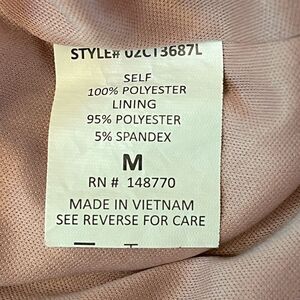 STYLE# 02CT3687L
SELF
100% POLYESTER
LINING
95% POLYESTER
5% SPANDEX
M
RN # 148770
MADE IN VIETNAM
SEE REVERSE FOR CARE